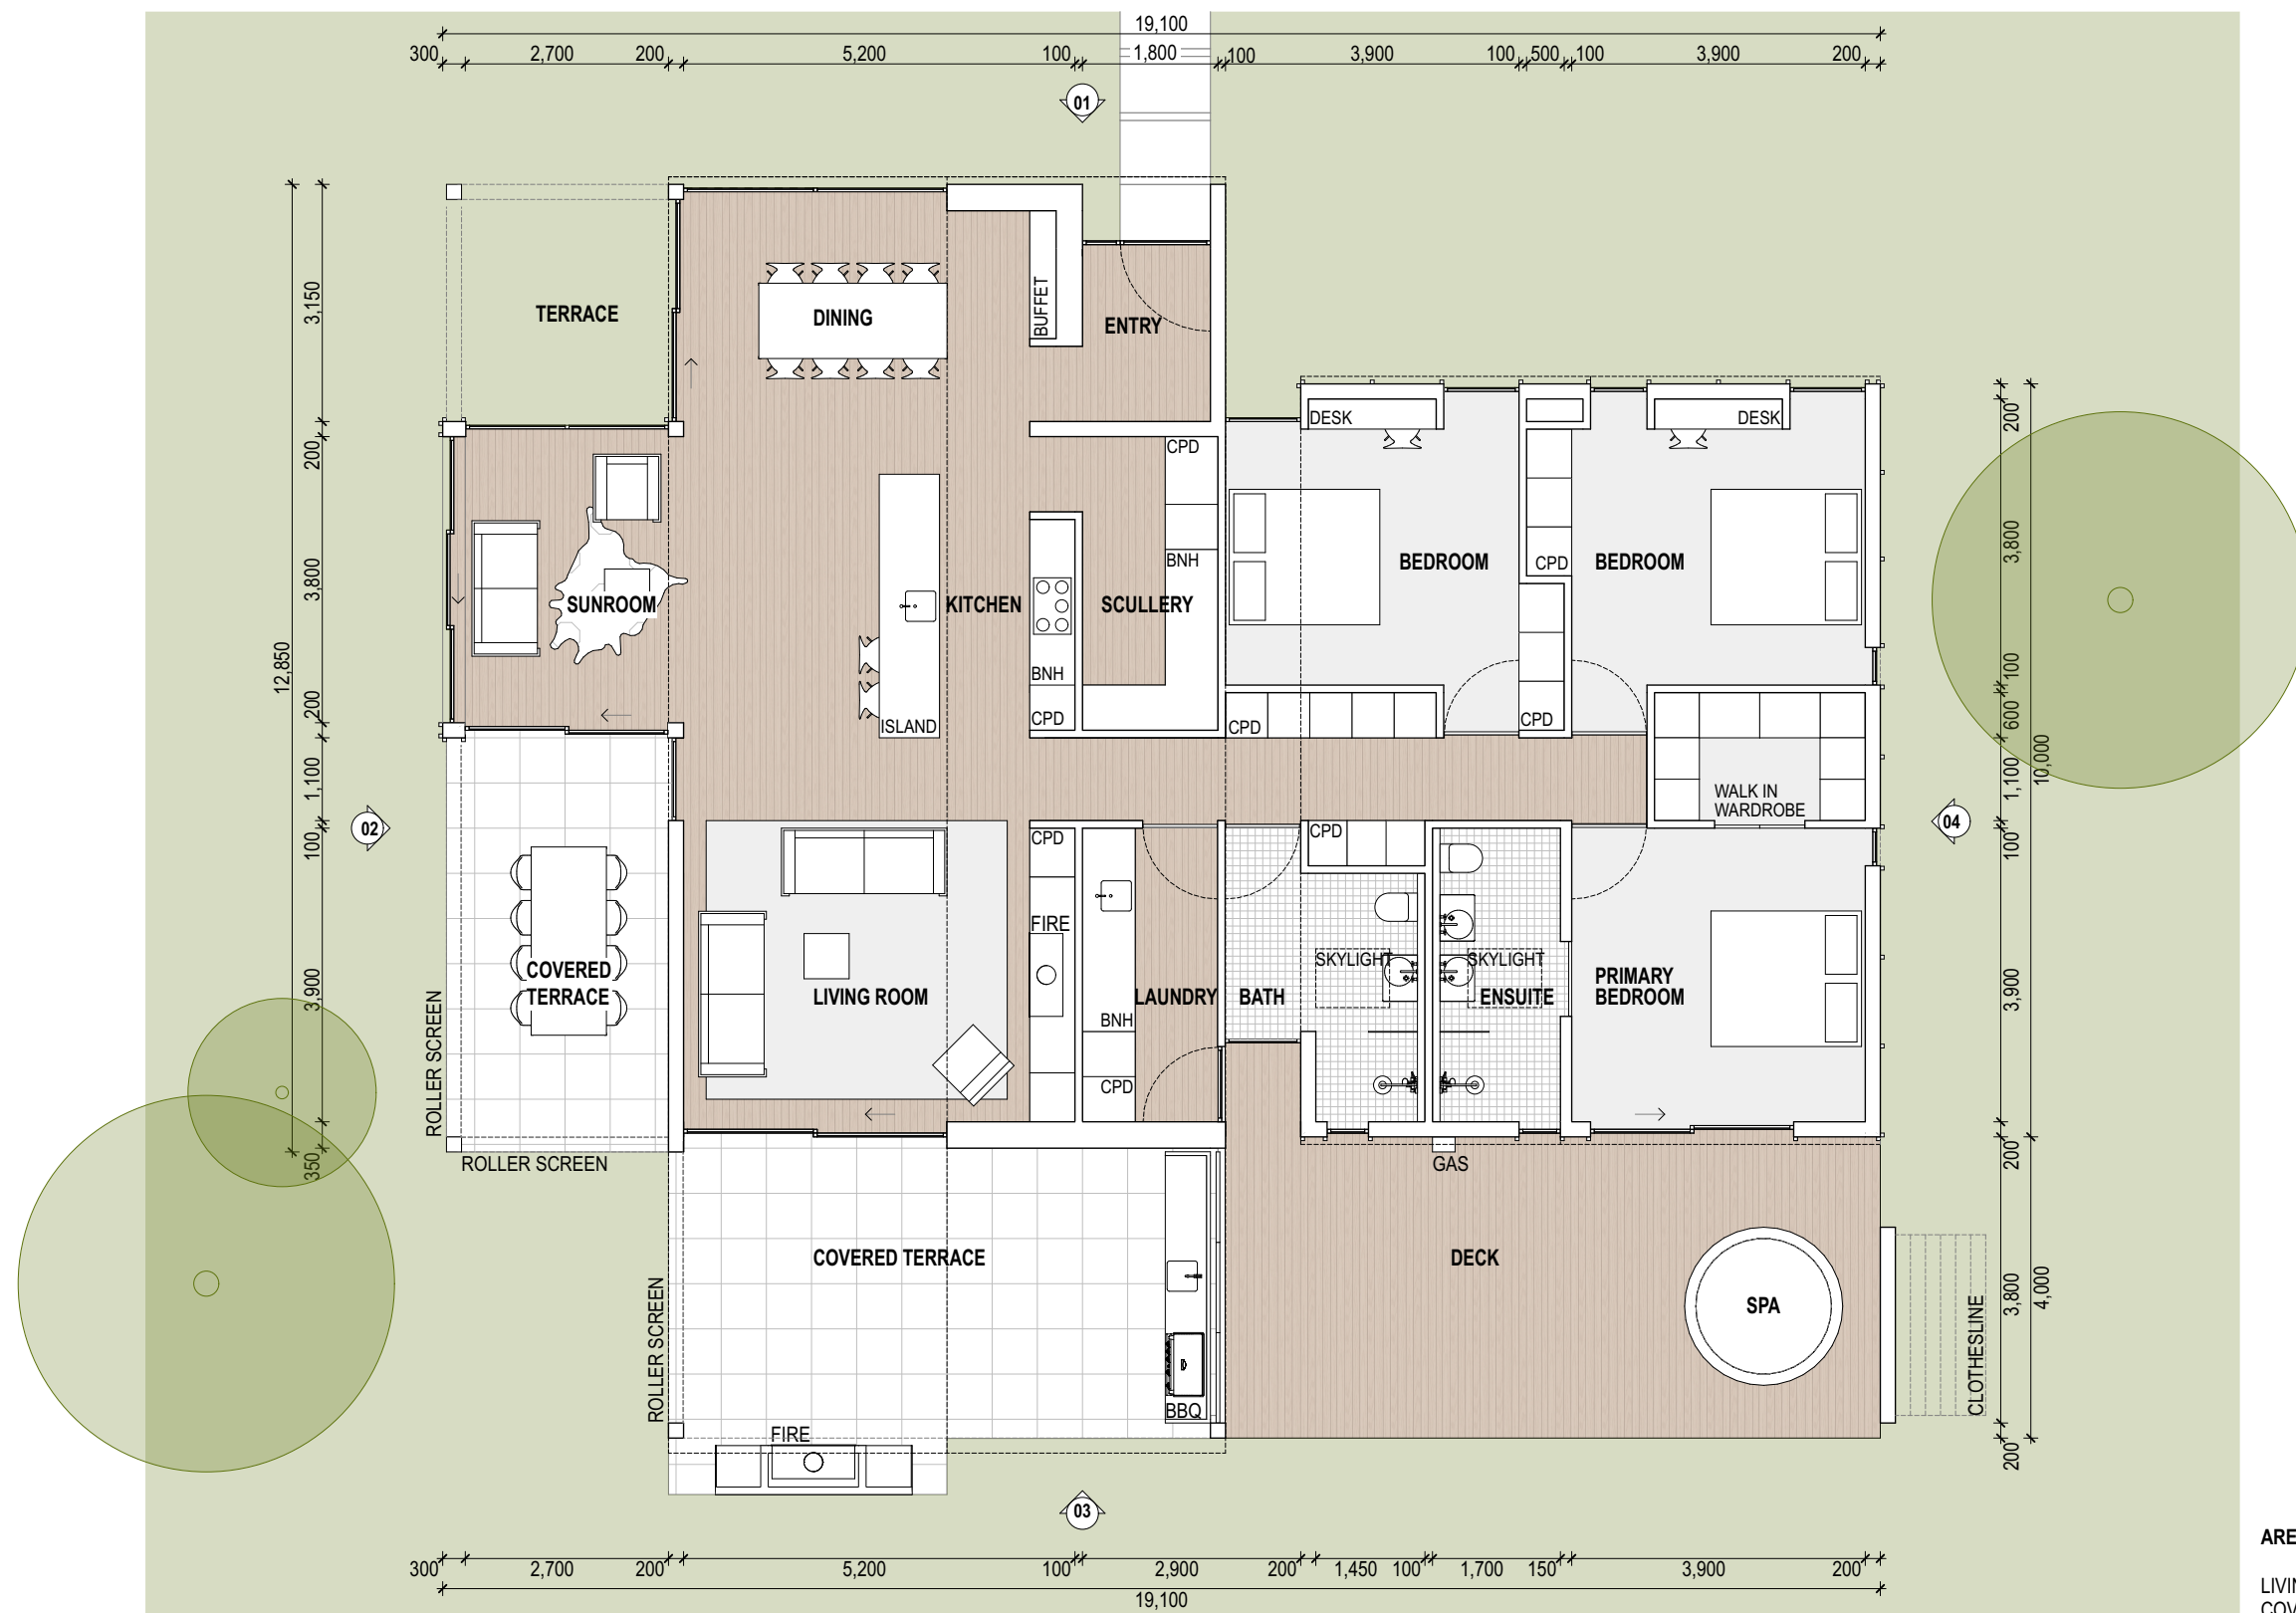 19,100
300 2,700 200 5,200 100 1,800 100 3,900 100 500 100 3,900 200
01
3,150
200
3,800
200
1,100
100
3,900
350
12,850
TERRACE
DINING
BUFFET
ENTRY
DESK
DESK
CPD
BNH
BEDROOM
CPD
BEDROOM
SUNROOM
KITCHEN
SCULLERY
BNH
CPD
ISLAND
CPD
CPD
WALK IN
WARDROBE
02
04
CPD
CPD
FIRE
SKYLIGHT
SKYLIGHT
COVERED
TERRACE
LIVING ROOM
LAUNDRY
BATH
ENSUITE
PRIMARY
BEDROOM
BNH
CPD
ROLLER SCREEN
ROLLER SCREEN
GAS
COVERED TERRACE
DECK
SPA
ROLLER SCREEN
BBQ
FIRE
CLOTHESLINE
200
3,800
100
600
1,100
100
3,900
200
3,800
200
10,000
4,000
03
300 2,700 200 5,200 100 2,900 200 1,450 100 1,700 150 3,900 200
19,100